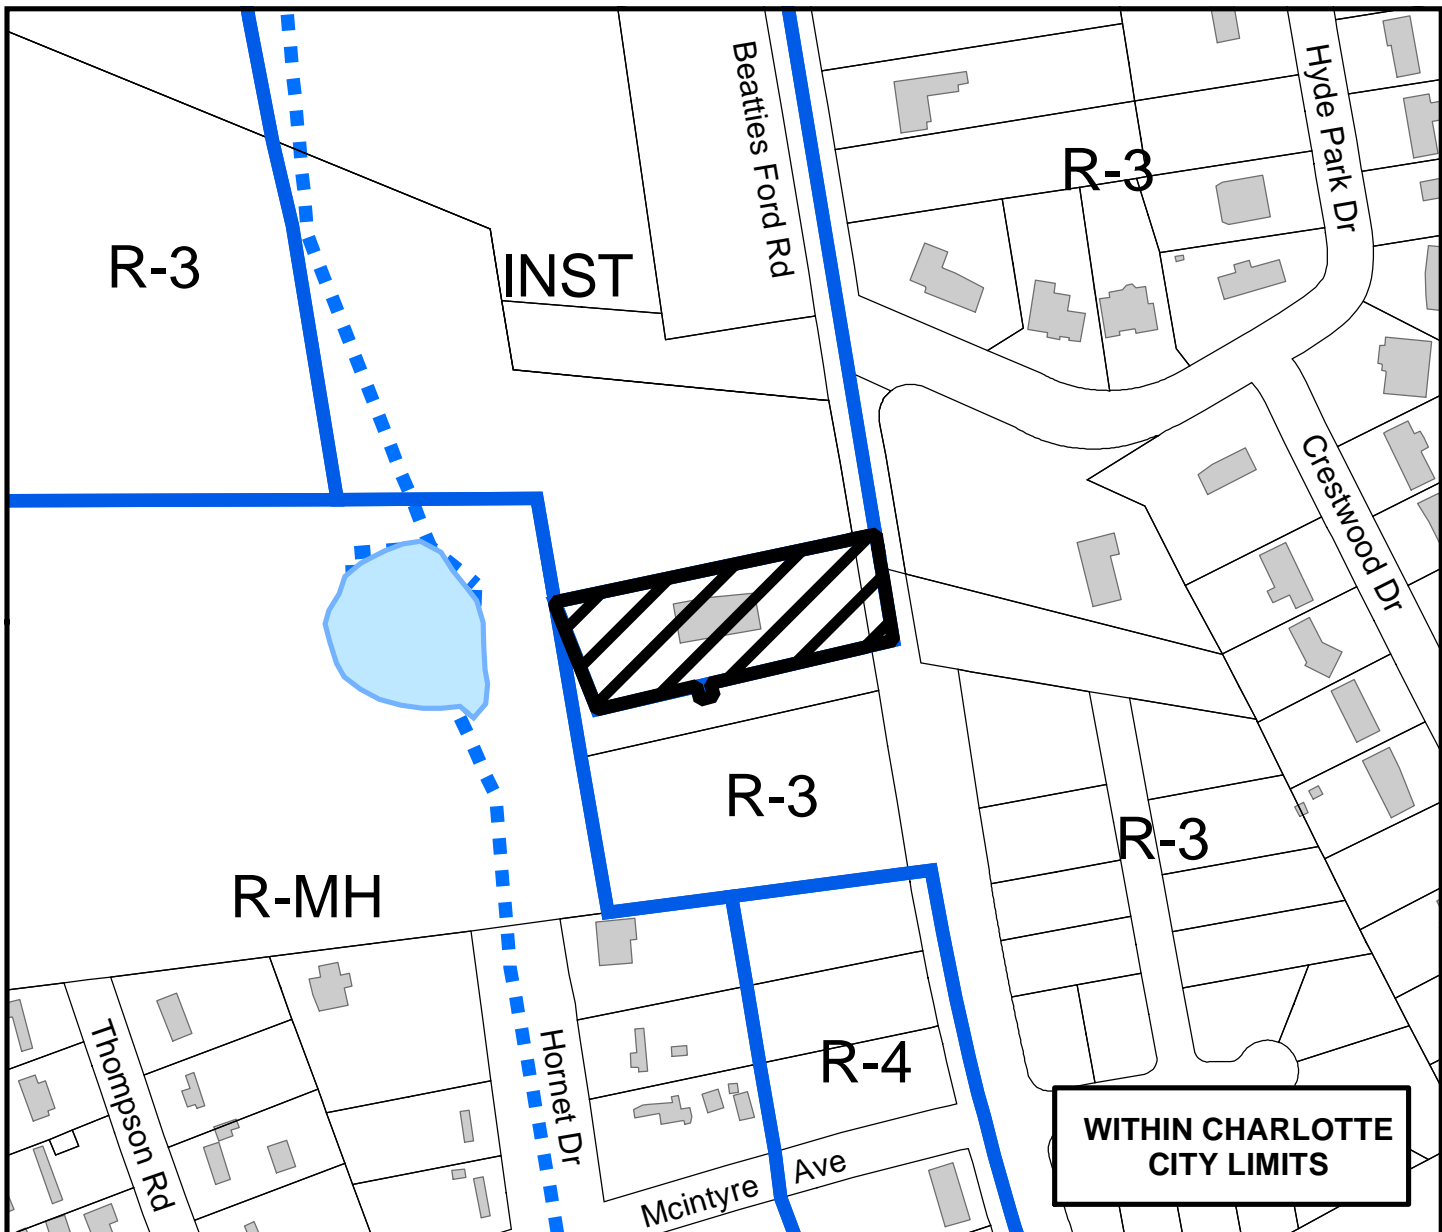 Beatties Ford Rd
Hyde Park Dr
R-3
R-3
INST
Crestwood Dr
R-3
R-3
R-MH
Thompson Rd
Hornet Dr
R-4
Mcintyre Ave
WITHIN CHARLOTTE
CITY LIMITS